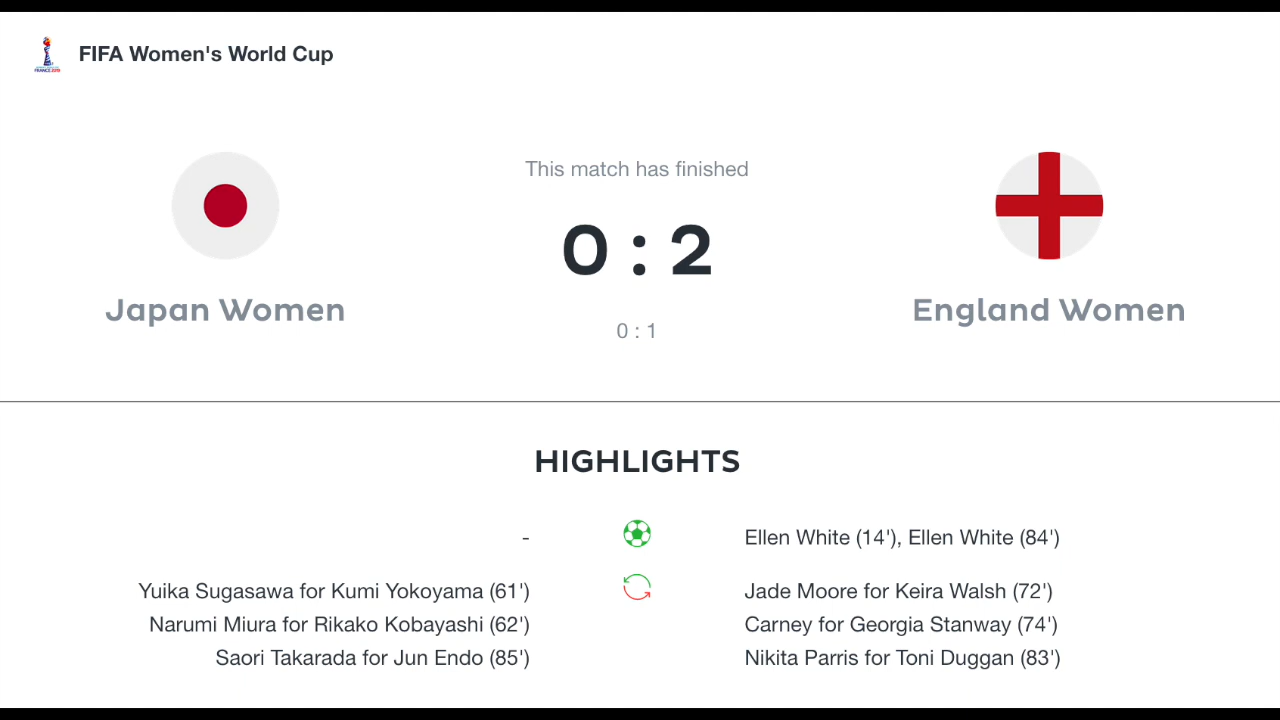 FIFA Women's World Cup
FRANCE 2019
This match has finished
0 : 2
Japan Women
England Women
0 : 1
HIGHLIGHTS
-
Ellen White (14'), Ellen White (84')
Yuika Sugasawa for Kumi Yokoyama (61')
Jade Moore for Keira Walsh (72')
Narumi Miura for Rikako Kobayashi (62')
Carney for Georgia Stanway (74')
Saori Takarada for Jun Endo (85')
Nikita Parris for Toni Duggan (83')